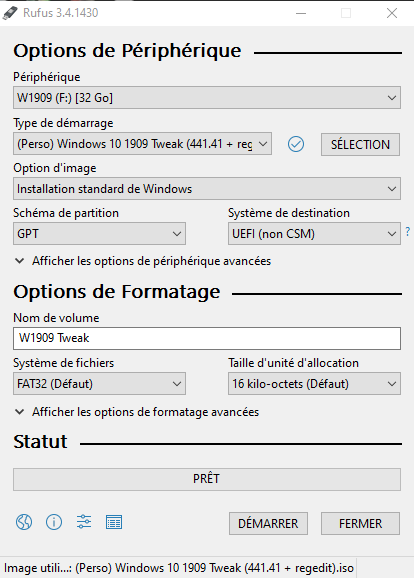 Rufus 3.4.1430
Options de Périphérique
Périphérique
W1909 (F:) [32 Go]
Type de démarrage
(Perso) Windows 10 1909 Tweak (441.41 + reg
SÉLECTION
Option d'image
Installation standard de Windows
Schéma de partition
Système de destination
GPT
UEFI (non CSM)
?
Afficher les options de périphérique avancées
Options de Formatage
Nom de volume
W1909 Tweak
Système de fichiers
Taille d'unité d'allocation
FAT32 (Défaut)
16 kilo-octets (Défaut)
Afficher les options de formatage avancées
Statut
PRÊT
DÉMARRER
FERMER
Image utili...: (Perso) Windows 10 1909 Tweak (441.41 + regedit).iso